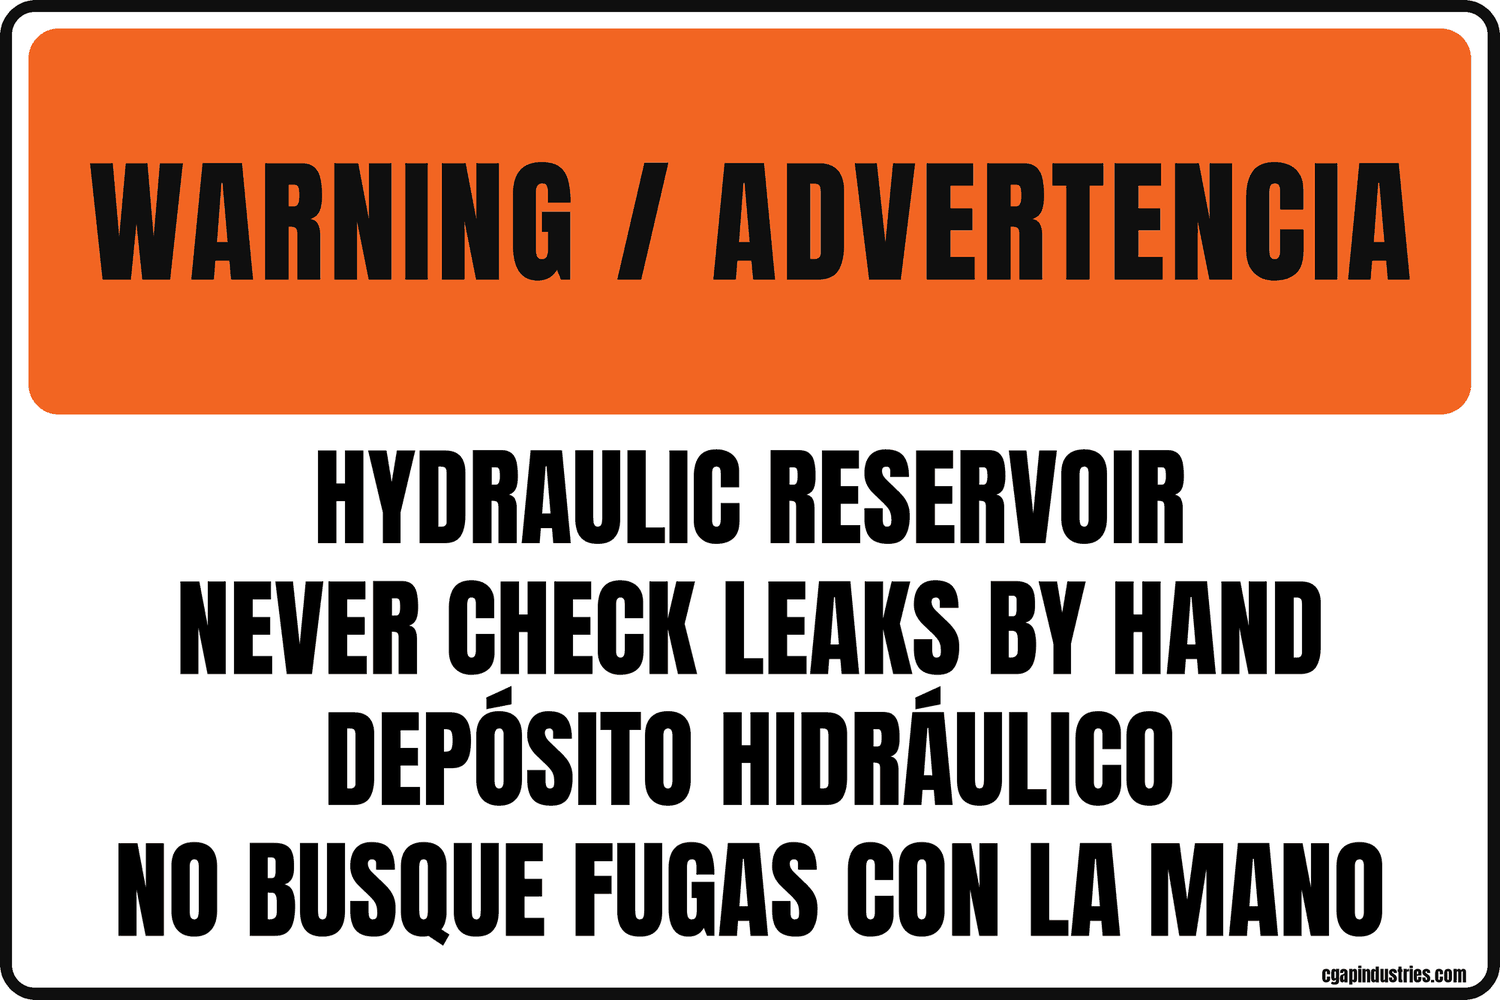 WARNING / ADVERTENCIA
HYDRAULIC RESERVOIR
NEVER CHECK LEAKS BY HAND
DEPÓSITO HIDRÁULICO
NO BUSQUE FUGAS CON LA MANO
cgapindustries.com